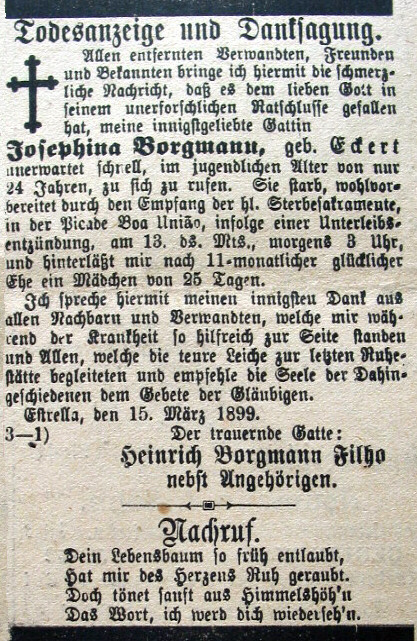 Todesanzeige und Danksagung.
Allen entfernten Verwandten, Freunden
und Bekannten bringe ich hiermit die schmerz-
liche Nachricht, daß es dem lieben Gott in
seinem unerforschlichen Ratschlusse gefallen
hat, meine innigstgeliebte Gattin
Josephina Borgmann, geb. Eckert
unerwartet schnell, im jugendlichen Alter von nur
24 Jahren, zu sich zu rufen. Sie starb, wohlvor-
bereitet durch den Empfang der hl. Sterbesakramente,
in der Picade Boa União, infolge einer Unterleibs-
entzündung, am 13. ds. Mts., morgens 3 Uhr,
und hinterläßt mir nach 11-monatlicher glücklicher
Ehe ein Mädchen von 25 Tagen.
Ich spreche hiermit meinen innigsten Dank aus
allen Nachbarn und Verwandten, welche mir wäh-
rend der Krankheit so hilfreich zur Seite standen
und Allen, welche die teure Leiche zur letzten Ruhe-
stätte begleiteten und empfehle die Seele der Dahin-
geschiedenen dem Gebete der Gläubigen.
Estrella, den 15. März 1899.
3—1) Der trauernde Gatte:
Heinrich Borgmann Filho
nebst Angehörigen.
Nachruf.
Dein Lebensbaum so früh entlaubt,
Hat mir des Herzens Ruh geraubt.
Doch tönet sanft aus Himmelshöh'n
Das Wort, ich werd dich wiederseh'n.